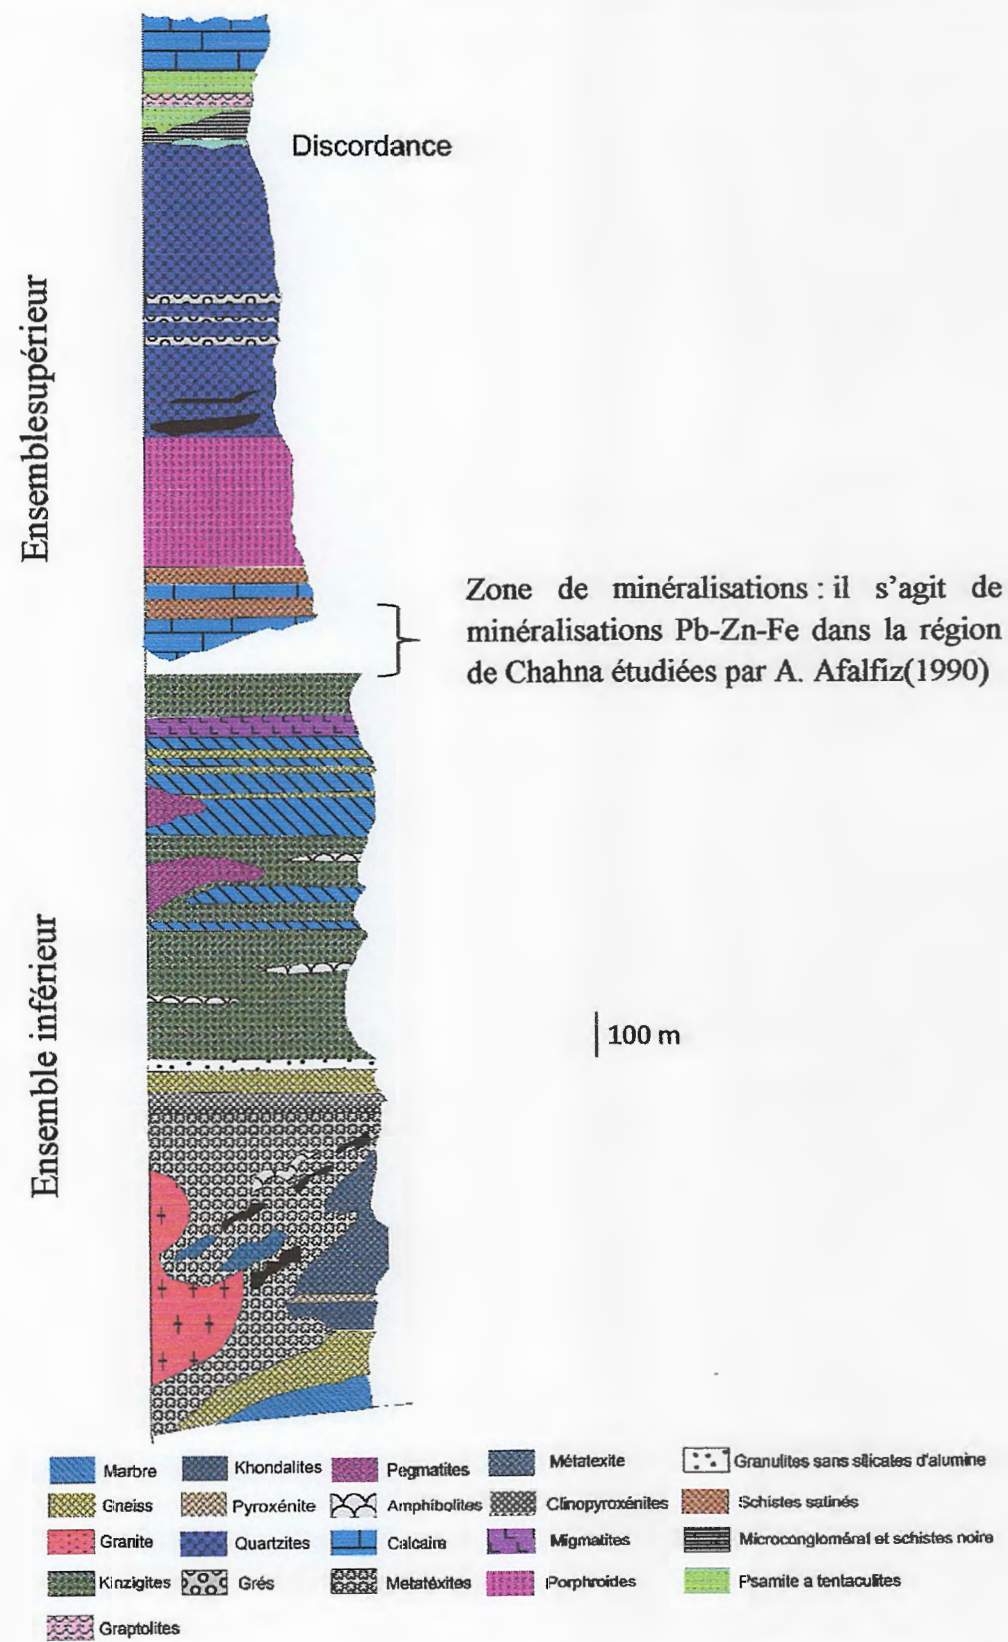 Discordance
Ensemblesupérieur
Zone de minéralisations : il s'agit de
minéralisations Pb-Zn-Fe dans la région
de Chahna étudiées par A. Afalfiz(1990)
Ensemble inférieur
100 m
Marbre
Khondalites
Pegmatites
Métatexite
Granulites sans silicates d'alumine
Gneiss
Pyroxénite
Amphibolites
Clinopyroxénites
Schistes satinés
Granite
Quartzites
Calcaire
Migmatites
Microconglomérat et schistes noire
Kinzigites
Grés
Metatéxites
Porphroides
Psamite a tentaculites
Graptolites